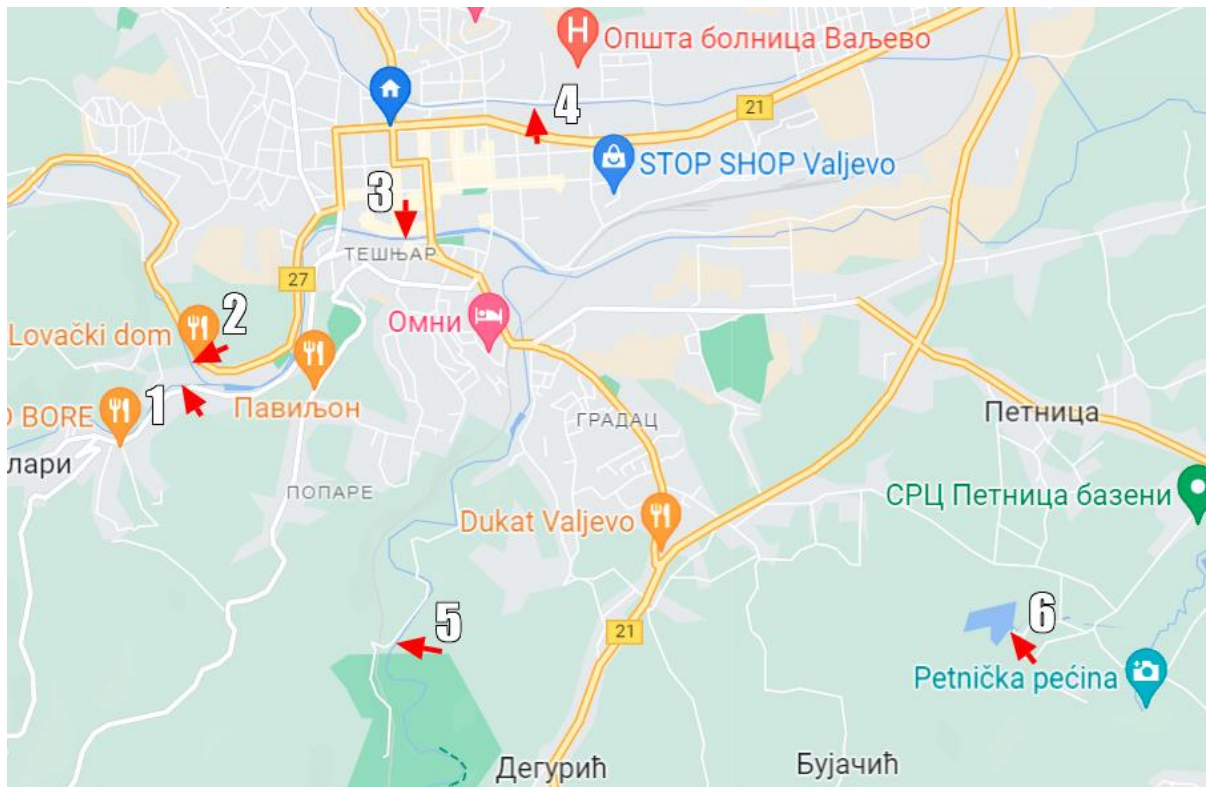 Општа болница Ваљево
4
21
STOP SHOP Valjevo
3
ТЕШЊАР
27
2
Lovački dom
Омни
1
BORE
Павиљон
ГРАДАЦ
Петница
лари
ПОПАРЕ
СРЦ Петница базени
Dukat Valjevo
5
21
6
Petnička pećina
Дегурић
Бујачић